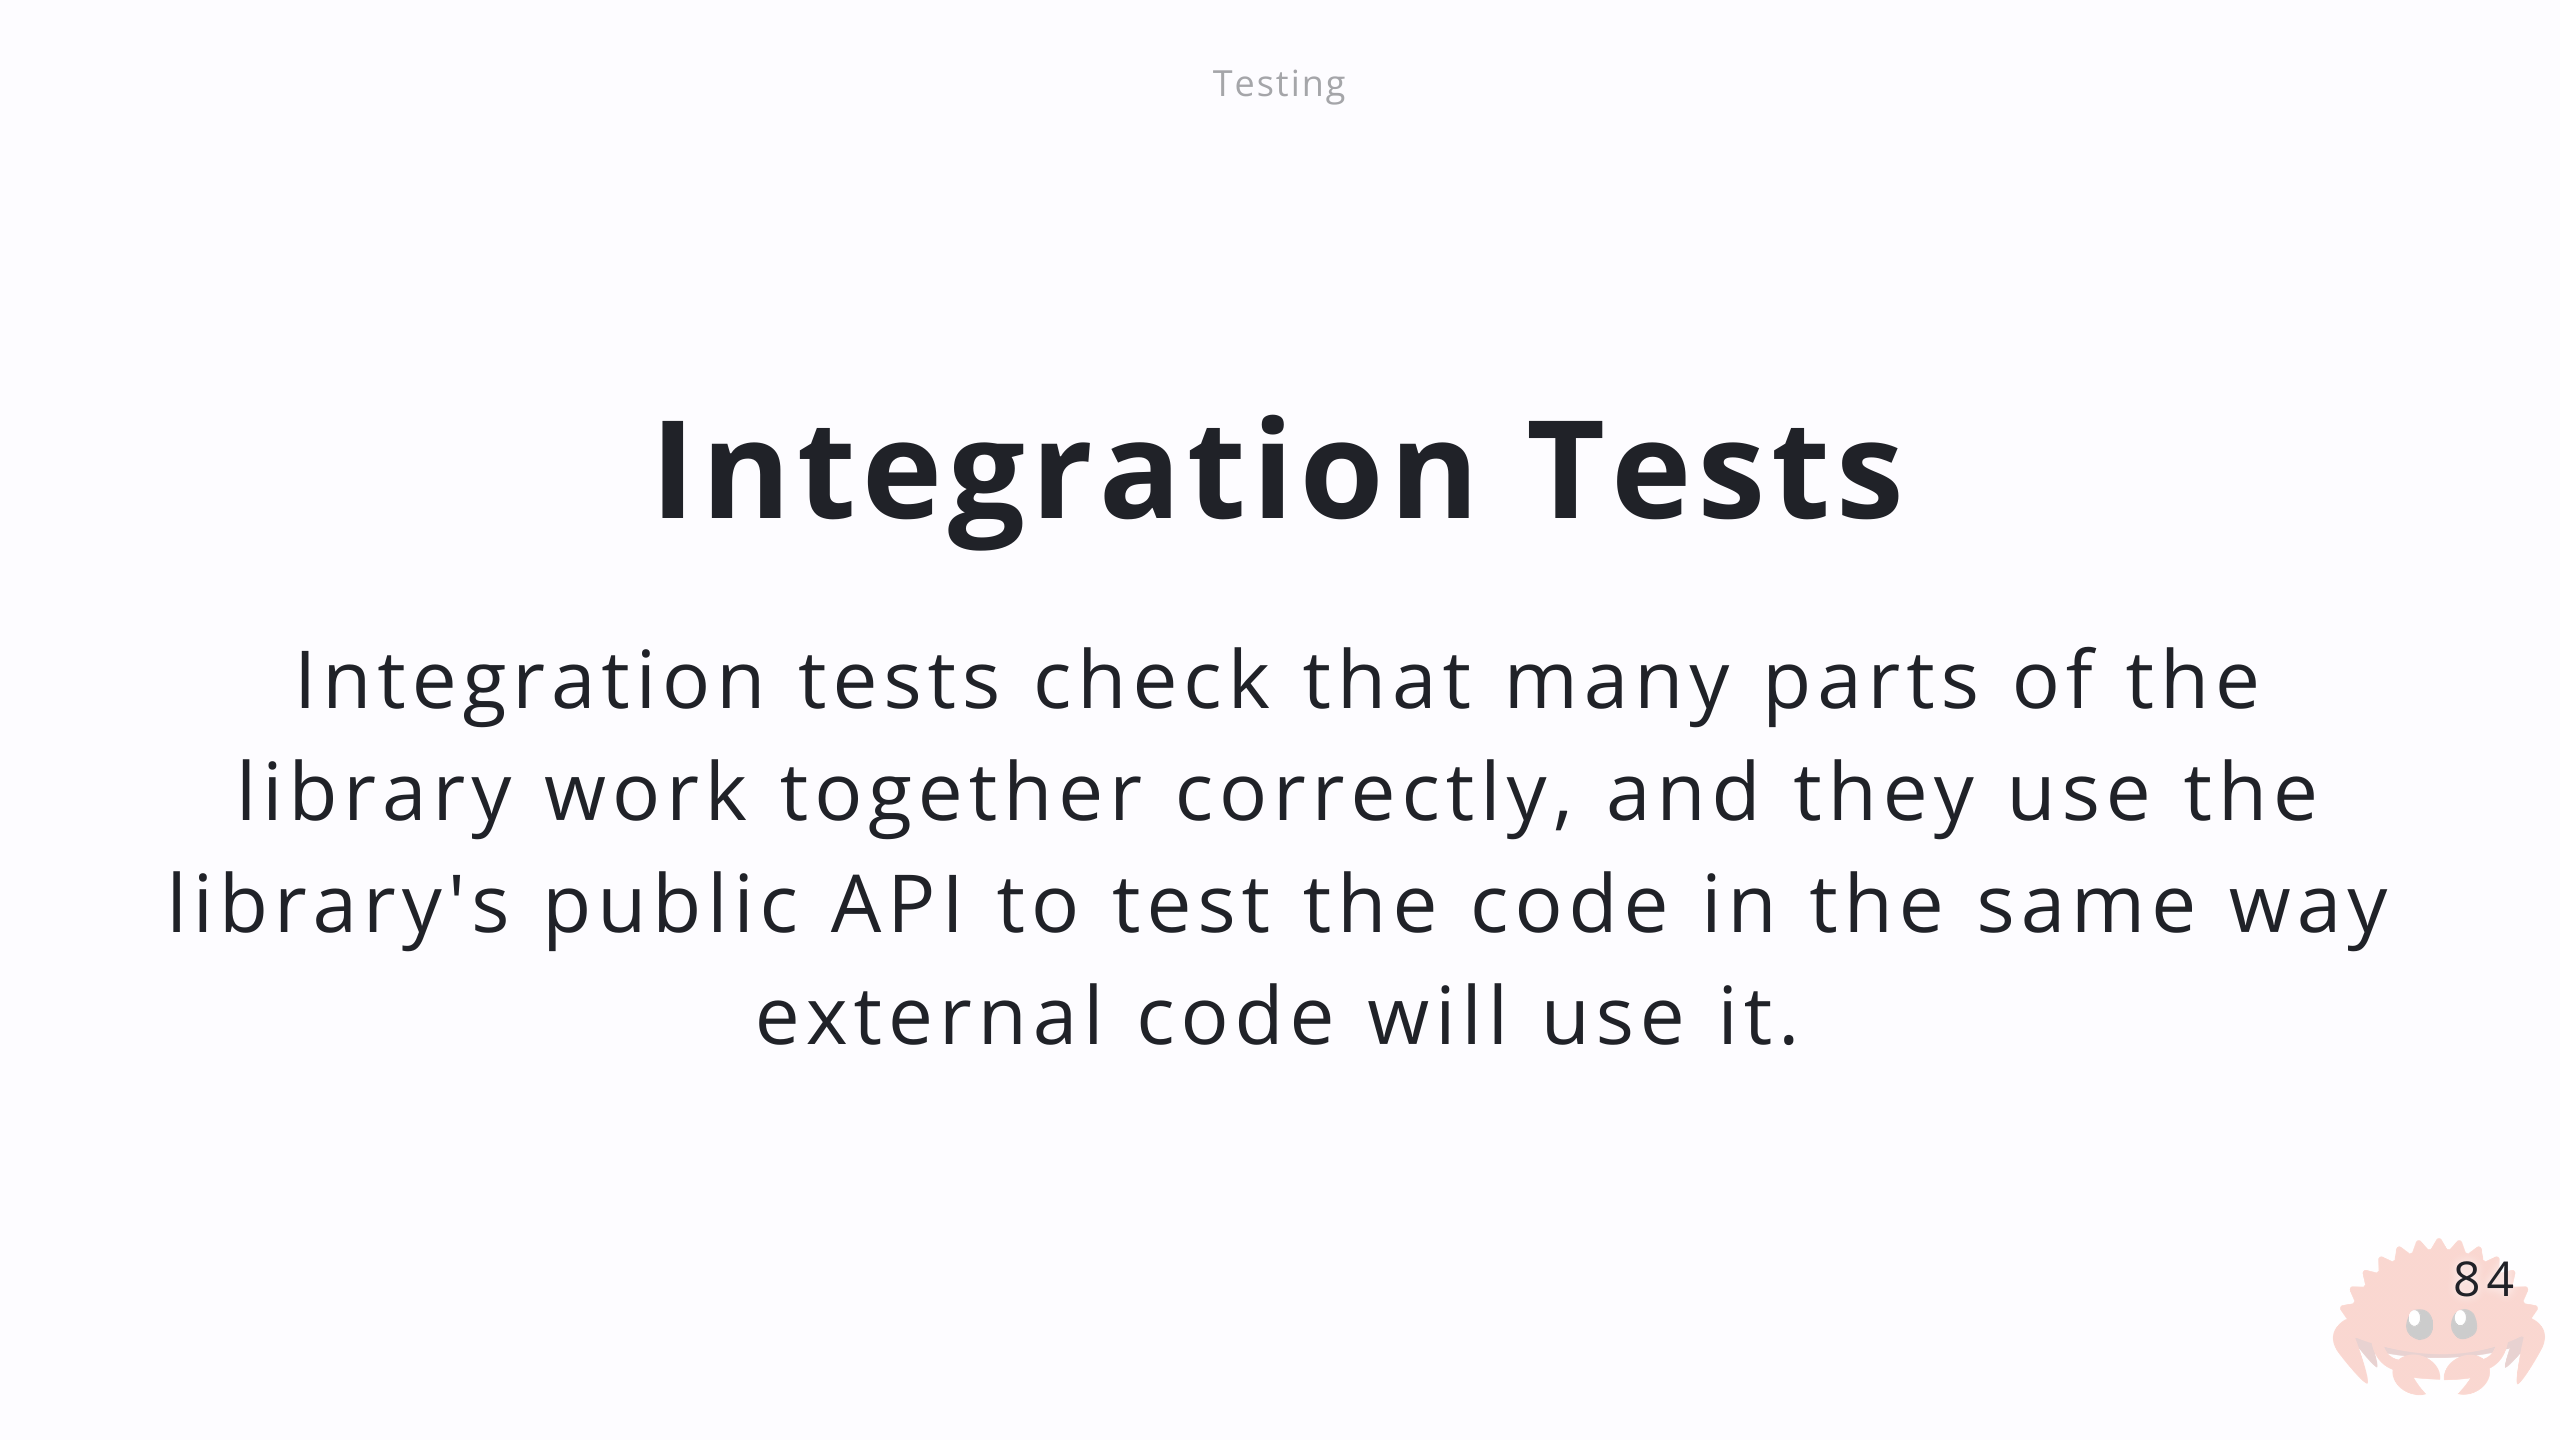 Testing
Integration Tests
Integration tests check that many parts of the
library work together correctly, and they use the
library's public API to test the code in the same way
external code will use it.
84